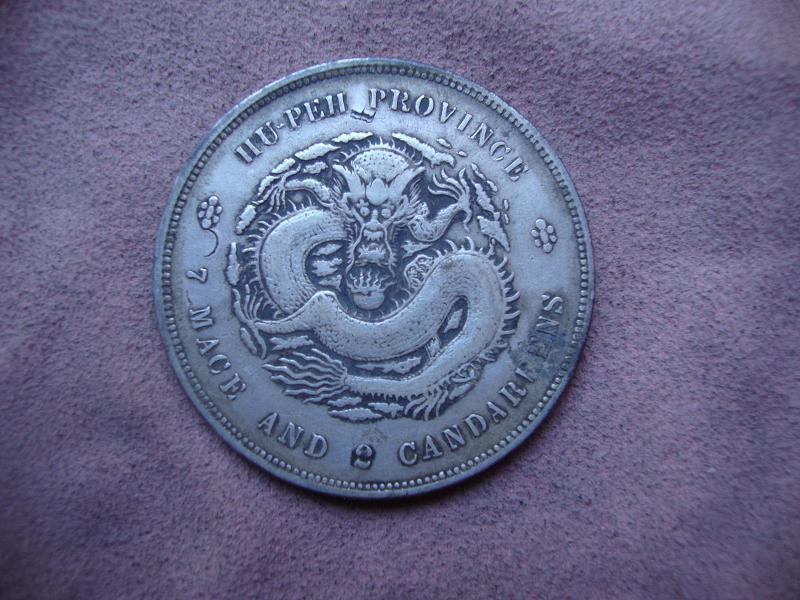 HU-PEH PROVINCE
7 MACE AND 2 CANDAREENS